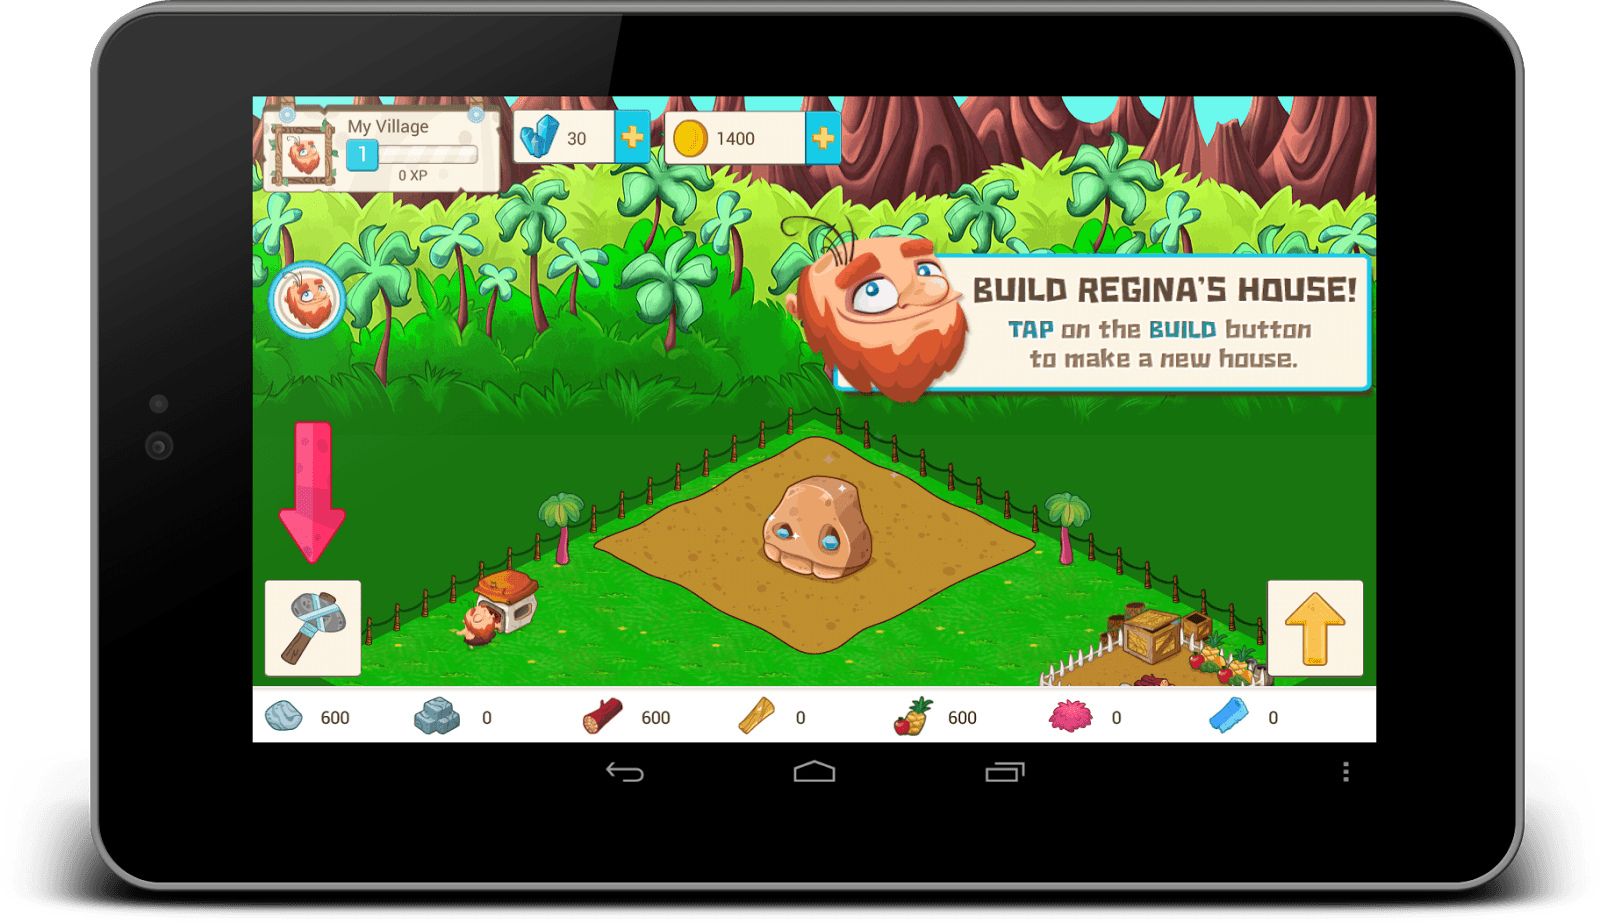 My Village
1
0 XP
30
1400
BUILD REGINA'S HOUSE!
TAP on the BUILD button
to make a new house.
600
0
600
0
600
0
0